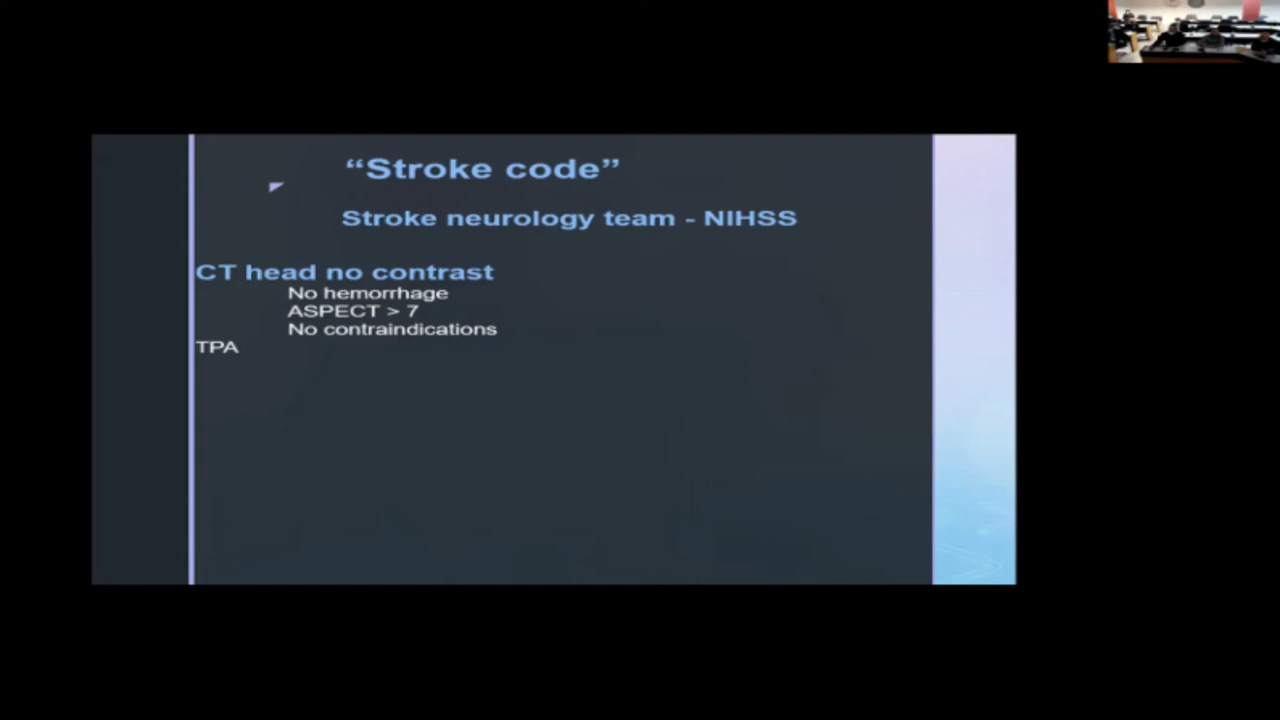 “Stroke code”
Stroke neurology team - NIHSS
CT head no contrast
No hemorrhage
ASPECT > 7
No contraindications
TPA